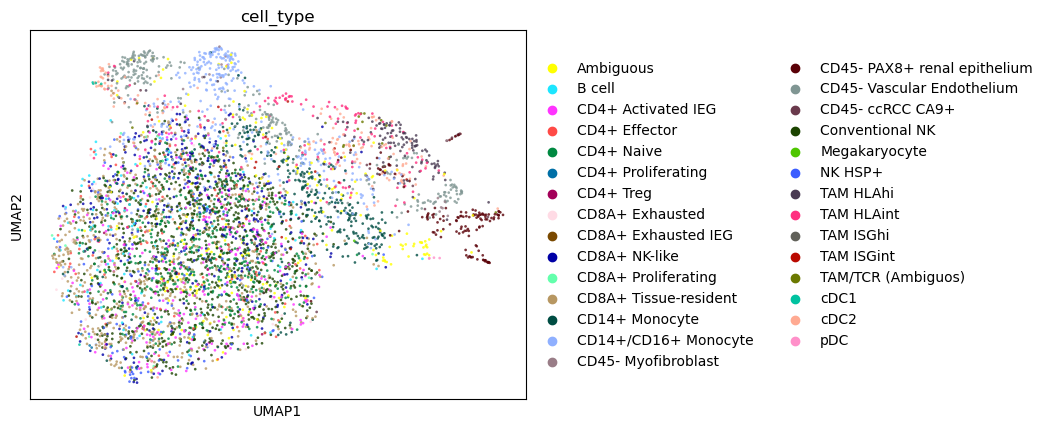 cell_type
UMAP2
UMAP1
Ambiguous
B cell
CD4+ Activated IEG
CD4+ Effector
CD4+ Naive
CD4+ Proliferating
CD4+ Treg
CD8A+ Exhausted
CD8A+ Exhausted IEG
CD8A+ NK-like
CD8A+ Proliferating
CD8A+ Tissue-resident
CD14+ Monocyte
CD14+/CD16+ Monocyte
CD45- Myofibroblast
CD45- PAX8+ renal epithelium
CD45- Vascular Endothelium
CD45- ccRCC CA9+
Conventional NK
Megakaryocyte
NK HSP+
TAM HLAhi
TAM HLAint
TAM ISGhi
TAM ISGint
TAM/TCR (Ambiguos)
cDC1
cDC2
pDC